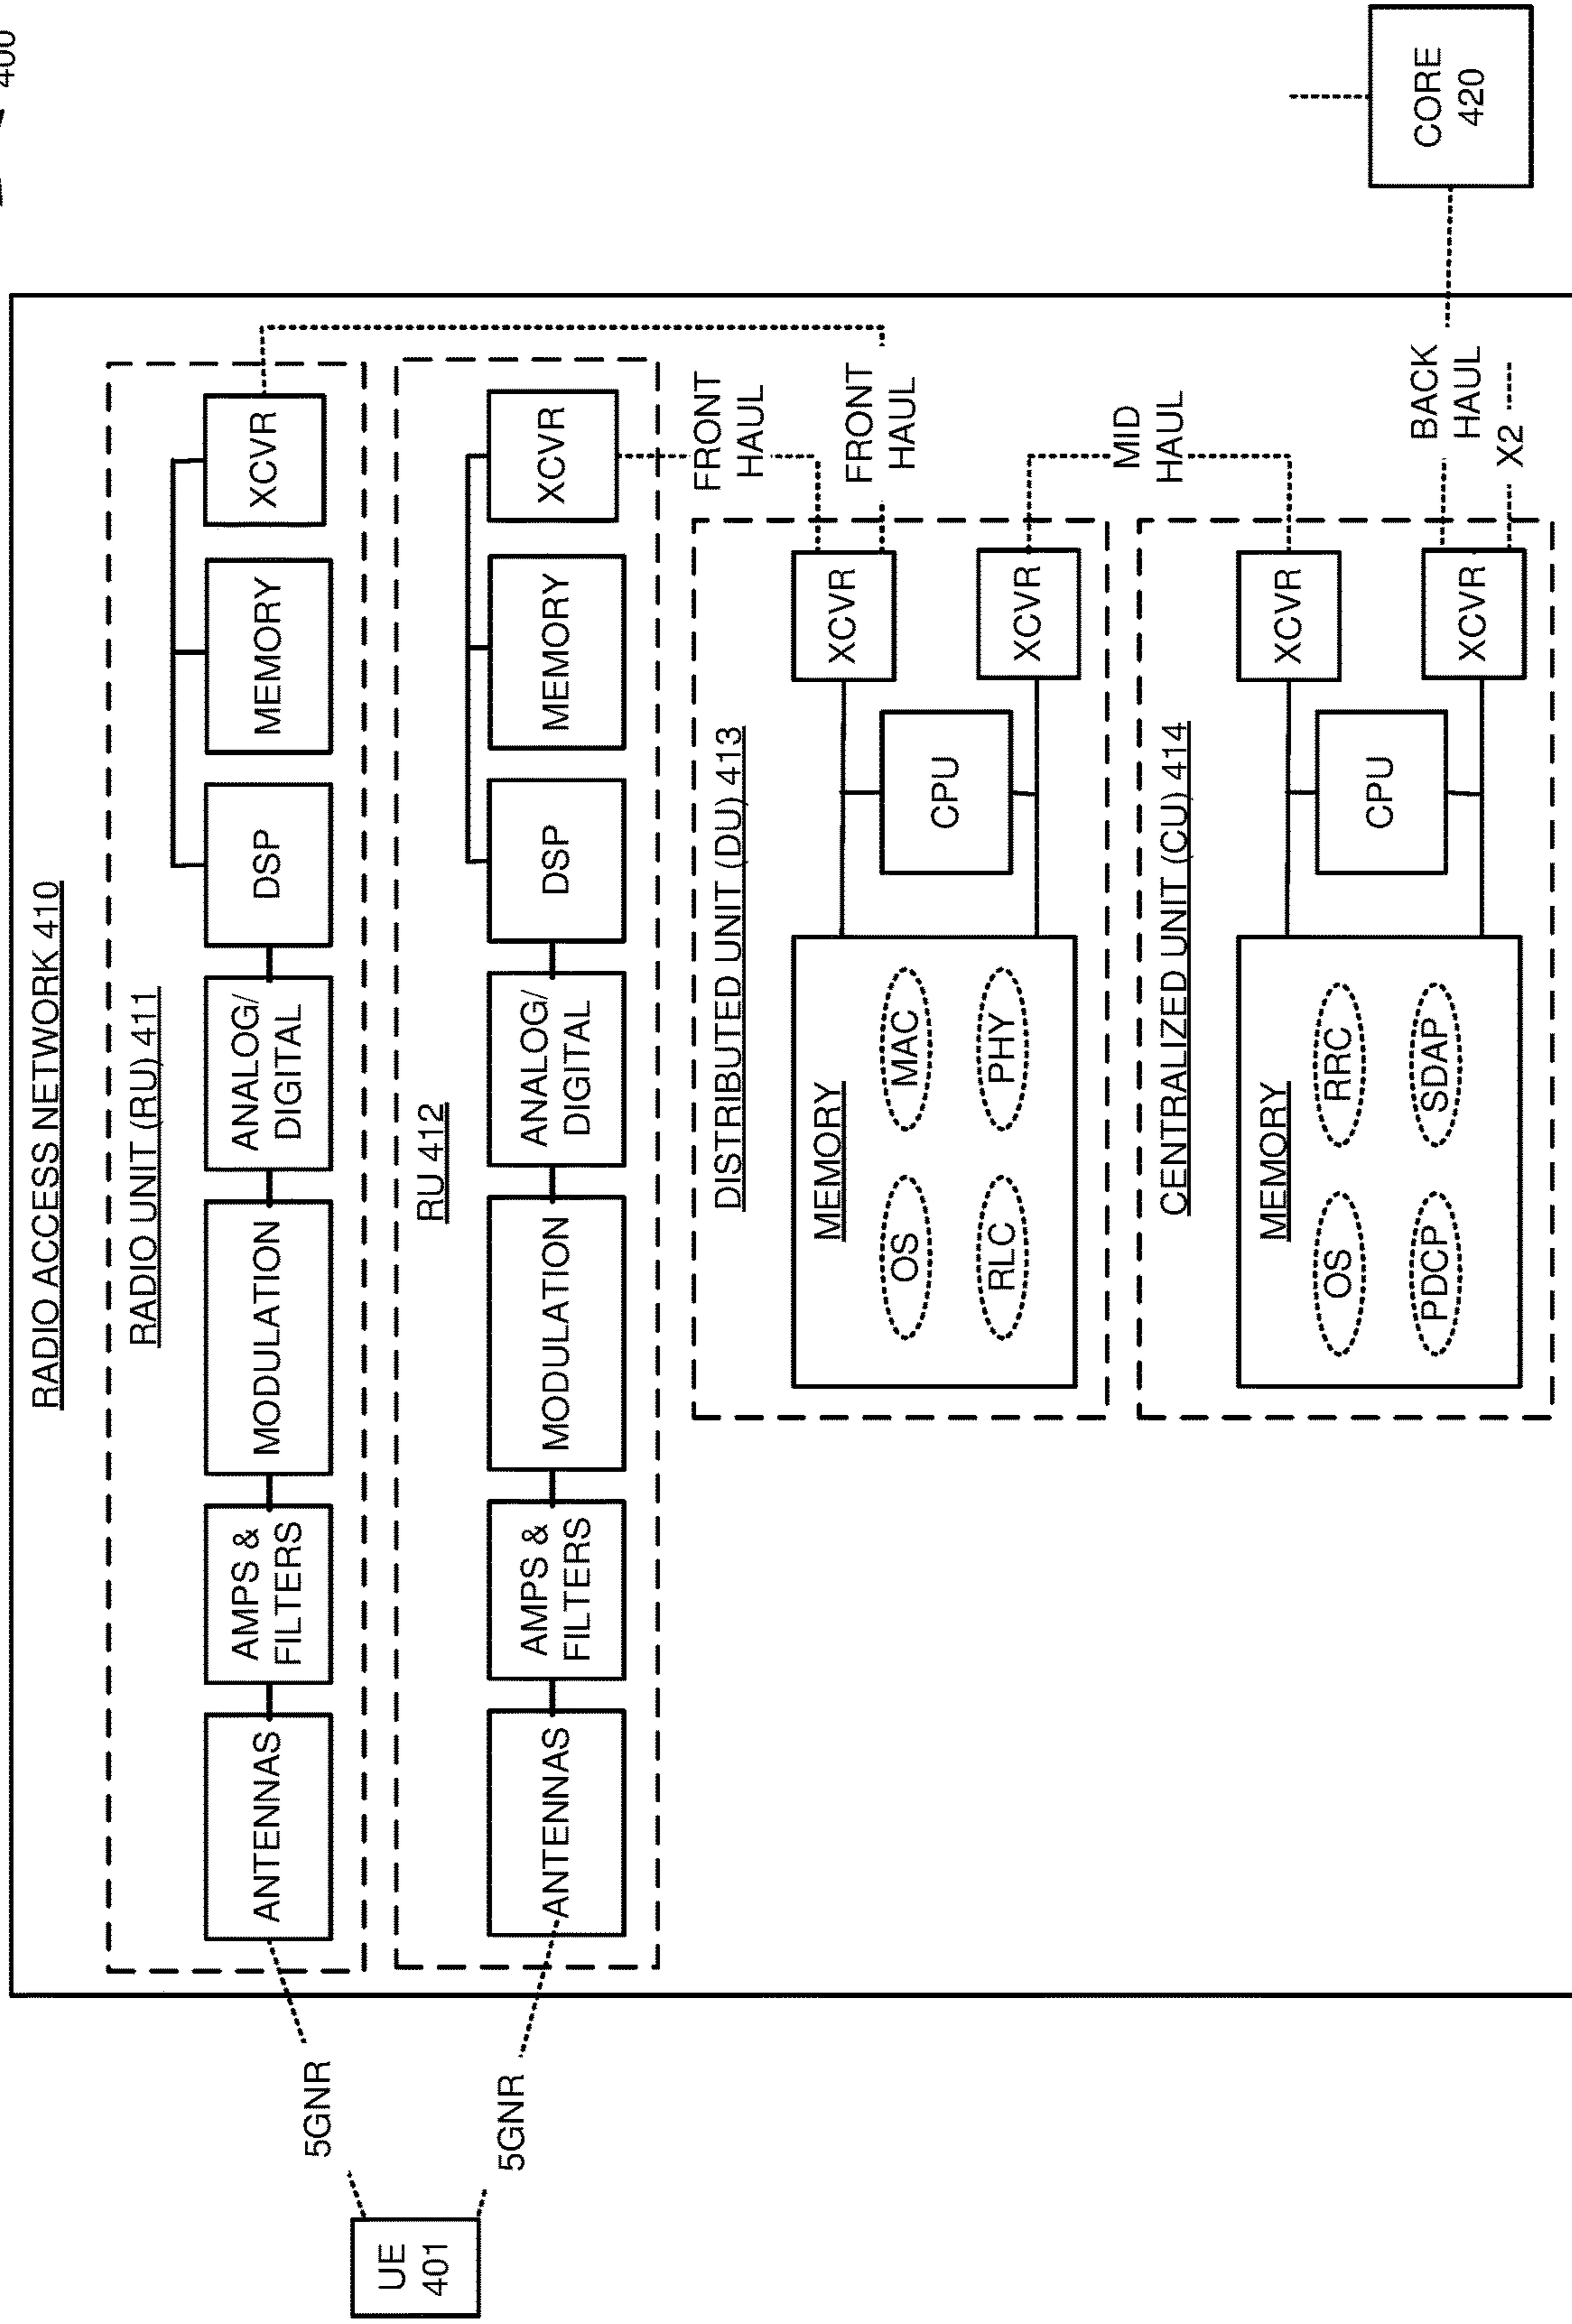 400
RADIO ACCESS NETWORK 410
RADIO UNIT (RU) 411
ANTENNAS
AMPS &
FILTERS
MODULATION
ANALOG/
DIGITAL
DSP
MEMORY
XCVR
5GNR
UE
401
5GNR
RU 412
ANTENNAS
AMPS &
FILTERS
MODULATION
ANALOG/
DIGITAL
DSP
MEMORY
XCVR
FRONT
HAUL
FRONT
HAUL
DISTRIBUTED UNIT (DU) 413
MEMORY
OS
MAC
RLC
PHY
CPU
XCVR
XCVR
MID
HAUL
CENTRALIZED UNIT (CU) 414
MEMORY
OS
RRC
PDCP
SDAP
CPU
XCVR
XCVR
BACK
HAUL
X2
CORE
420